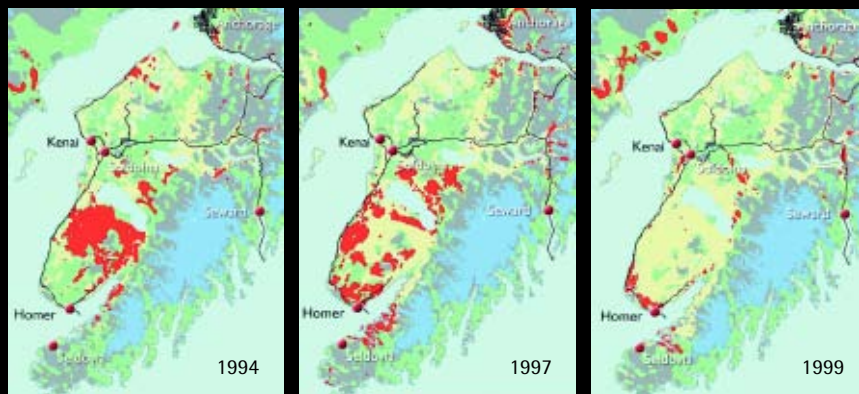 Anchorage
Kenai
Soldotna
Seward
Homer
Seldovia
1994
Anchorage
Kenai
Soldotna
Seward
Homer
Seldovia
1997
Anchorage
Kenai
Soldotna
Seward
Homer
Seldovia
1999